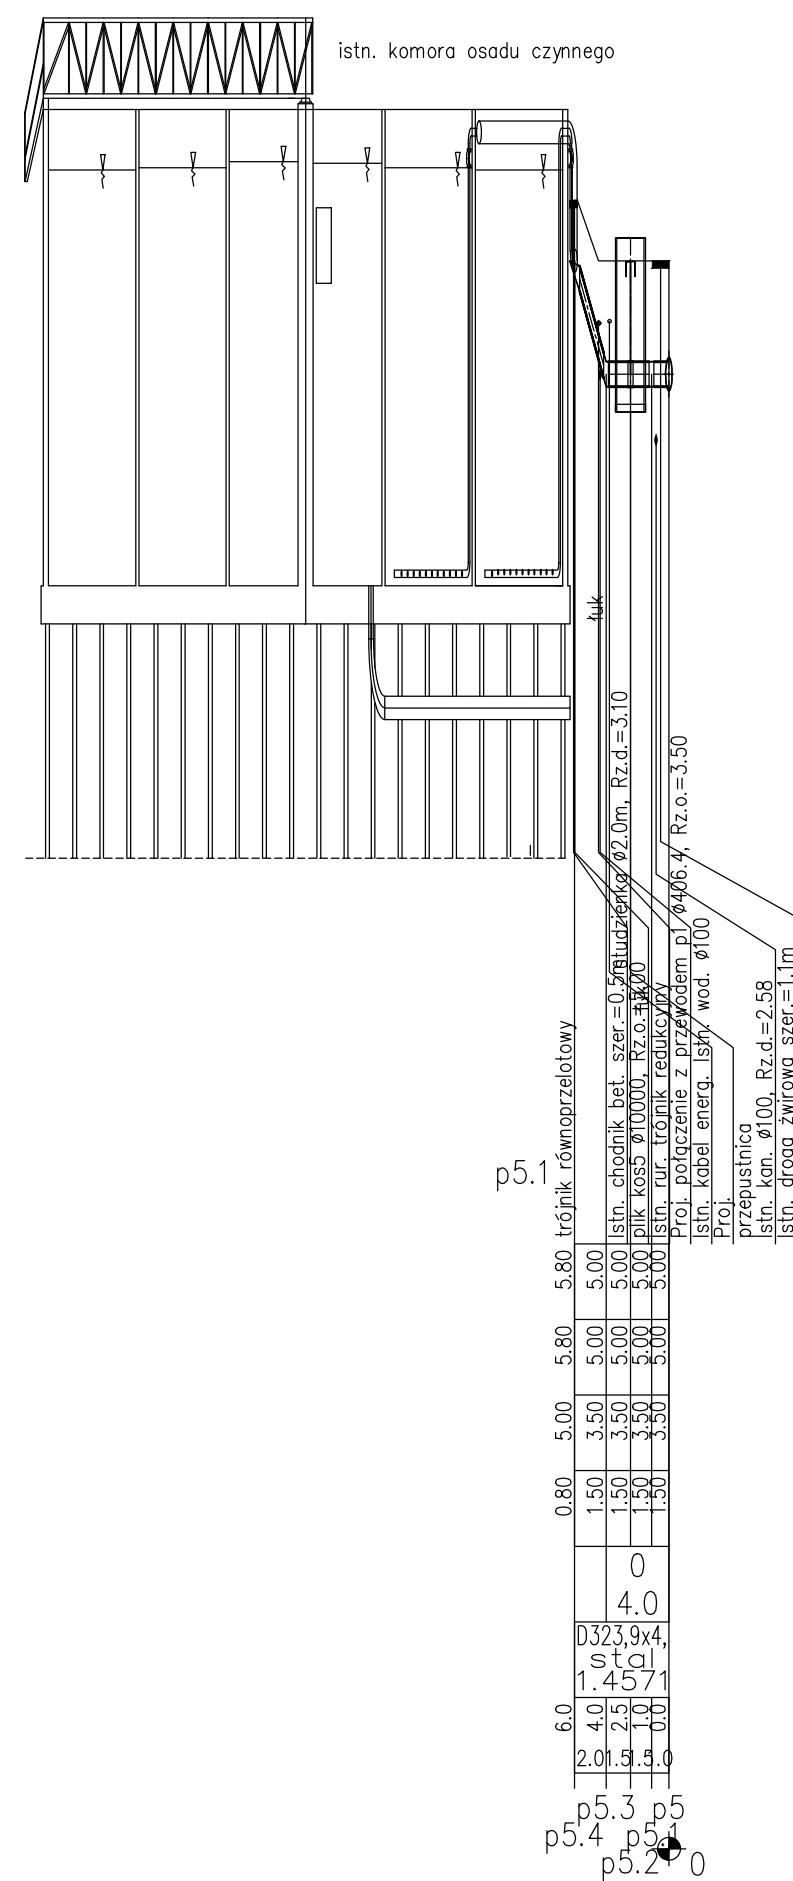 istn. komora osadu czynnego
łuk
p5.1
trójnik równoprzelotowy
Istn. chodnik bet. szer.=0.5m
studzienka ø2.0m, Rz.d.=3.10
plik kos5 ø10000, Rz.o.=5.00
łuk
Istn. rur. trójnik redukcyjny
Proj. połączenie z przewodem p1 ø406.4, Rz.o.=3.50
Istn. kabel energ. Istn. wod. ø100
Proj.
przepustnica
Istn. kan. ø100, Rz.d.=2.58
Istn. droga żwirowa szer.=1.1m
5.80 5.00 5.00 5.00 5.00
5.80 5.00 5.00 5.00 5.00
5.00 3.50 3.50 3.50 3.50
0.80 1.50 1.50 1.50 1.50
0
4.0
D323,9x4,
stal
1.4571
6.0 4.0 2.5 1.0 0.0
2.0 1.5 1.5 1.0
p5.3 p5
p5.4 p5.1
p5.2 0